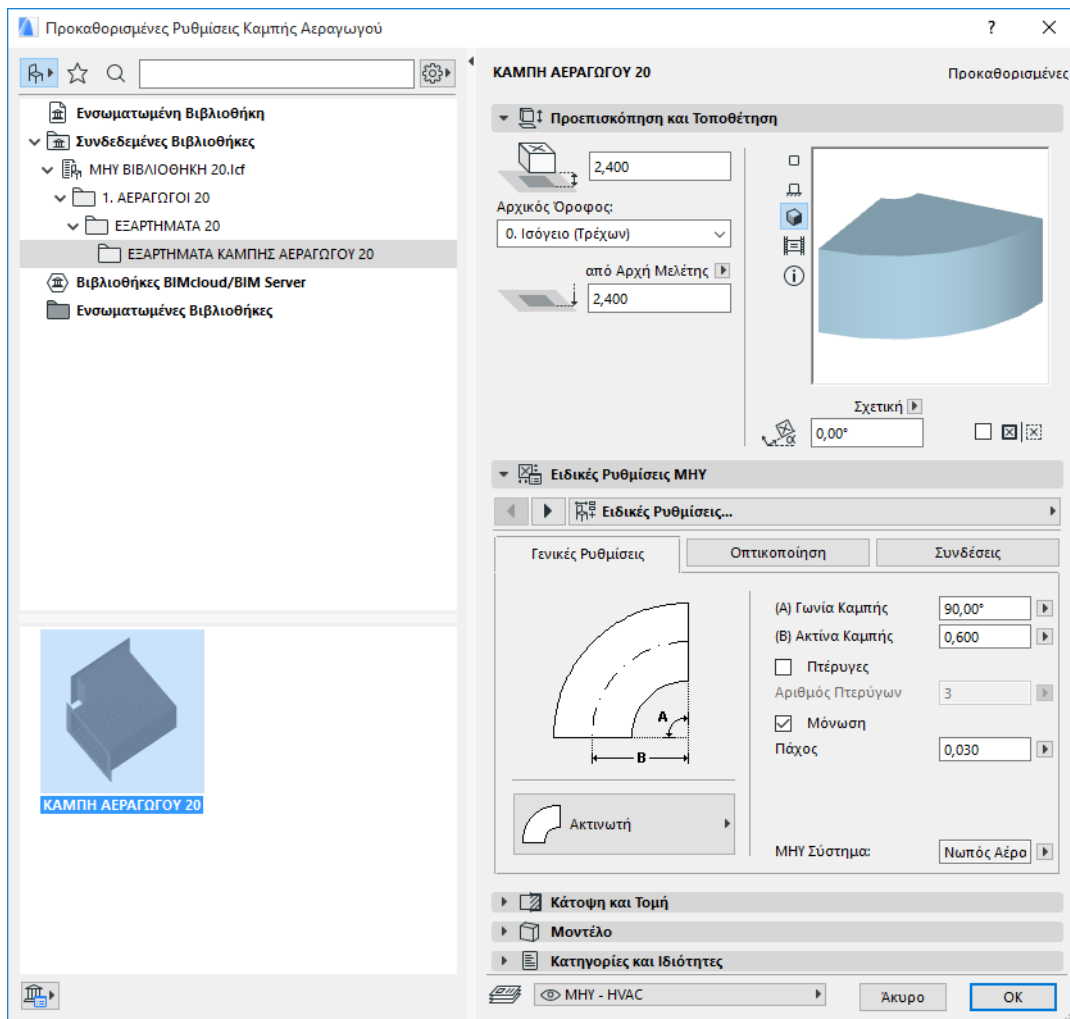 Προκαθορισμένες Ρυθμίσεις Καμπής Αεραγωγού
?
Ενσωματωμένη Βιβλιοθήκη
Συνδεδεμένες Βιβλιοθήκες
ΜΗΥ ΒΙΒΛΙΟΘΗΚΗ 20.lcf
1. ΑΕΡΑΓΩΓΟΙ 20
ΕΞΑΡΤΗΜΑΤΑ 20
ΕΞΑΡΤΗΜΑΤΑ ΚΑΜΠΗΣ ΑΕΡΑΓΩΓΟΥ 20
Βιβλιοθήκες BIMcloud/BIM Server
Ενσωματωμένες Βιβλιοθήκες
ΚΑΜΠΗ ΑΕΡΑΓΩΓΟΥ 20
ΚΑΜΠΗ ΑΕΡΑΓΩΓΟΥ 20 Προκαθορισμένες
Προεπισκόπηση και Τοποθέτηση
2,400
Αρχικός Όροφος:
0. Ισόγειο (Τρέχων)
από Αρχή Μελέτης
2,400
Σχετική
α 0,00°
Ειδικές Ρυθμίσεις ΜΗΥ
Ειδικές Ρυθμίσεις...
Γενικές Ρυθμίσεις Οπτικοποίηση Συνδέσεις
A
B
Ακτινωτή
(Α) Γωνία Καμπής 90,00°
(Β) Ακτίνα Καμπής 0,600
Πτέρυγες
Αριθμός Πτερύγων 3
Μόνωση
Πάχος 0,030
ΜΗΥ Σύστημα: Νωπός Αέρα
Κάτοψη και Τομή
Μοντέλο
Κατηγορίες και Ιδιότητες
ΜΗΥ - HVAC Άκυρο OK